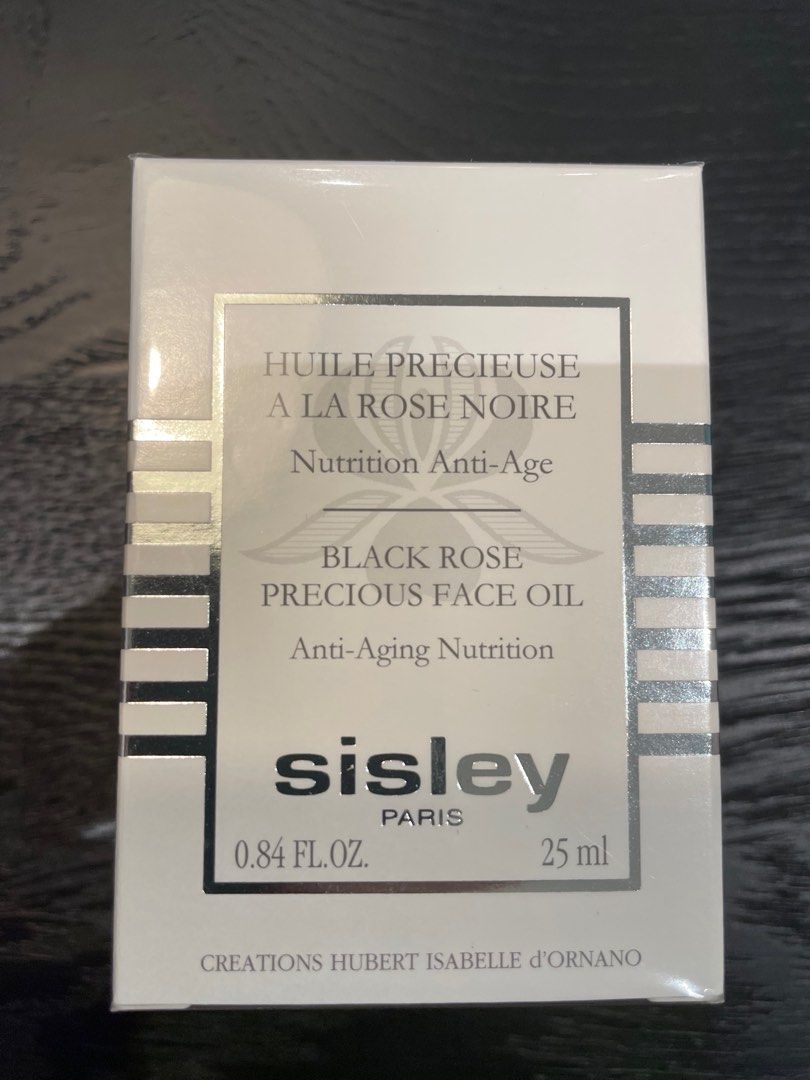 HUILE PRECIEUSE
A LA ROSE NOIRE
Nutrition Anti-Age
BLACK ROSE
PRECIOUS FACE OIL
Anti-Aging Nutrition
sisley
PARIS
0.84 FL.OZ. 25 ml
CREATIONS HUBERT ISABELLE d'ORNANO